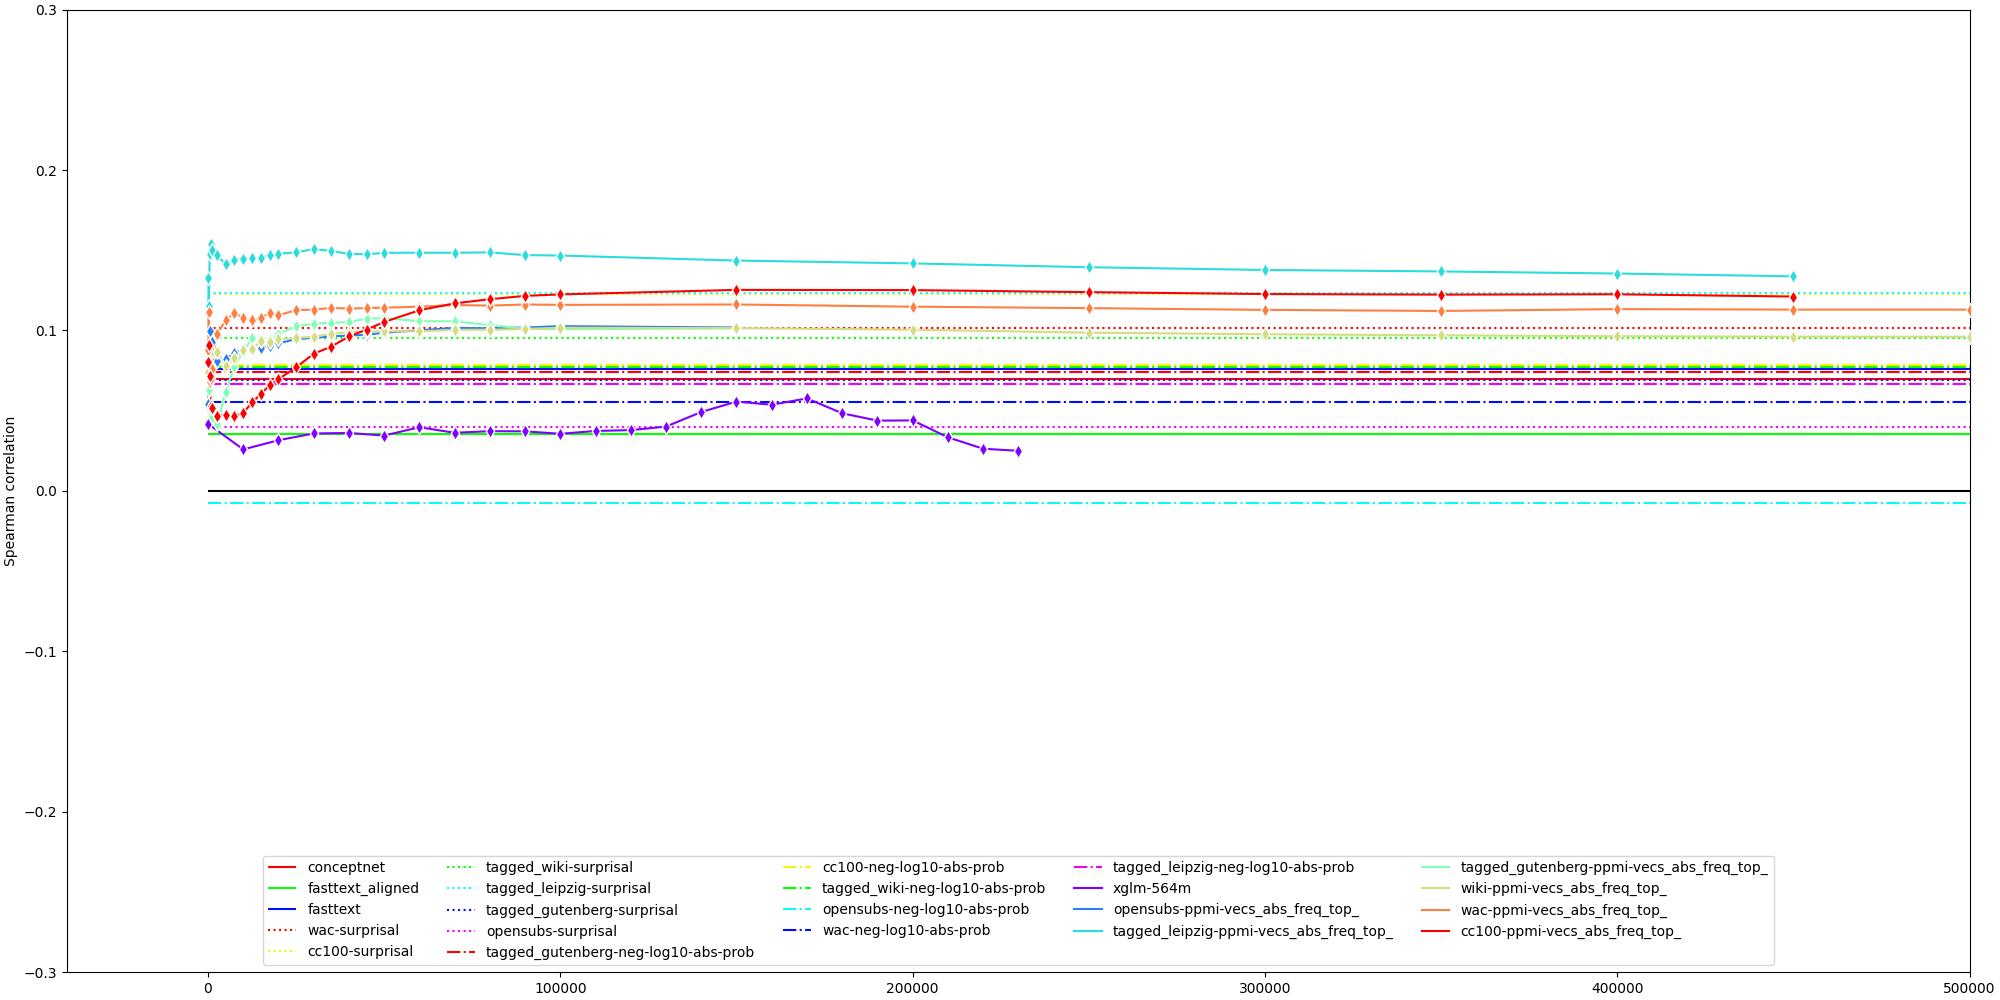 0.3
0.2
0.1
0.0
−0.1
−0.2
−0.3
Spearman correlation
0
100000
200000
300000
400000
500000
conceptnet
fasttext_aligned
fasttext
wac-surprisal
cc100-surprisal
tagged_wiki-surprisal
tagged_leipzig-surprisal
tagged_gutenberg-surprisal
opensubs-surprisal
tagged_gutenberg-neg-log10-abs-prob
cc100-neg-log10-abs-prob
tagged_wiki-neg-log10-abs-prob
opensubs-neg-log10-abs-prob
wac-neg-log10-abs-prob
tagged_leipzig-neg-log10-abs-prob
xglm-564m
opensubs-ppmi-vecs_abs_freq_top_
tagged_leipzig-ppmi-vecs_abs_freq_top_
tagged_gutenberg-ppmi-vecs_abs_freq_top_
wiki-ppmi-vecs_abs_freq_top_
wac-ppmi-vecs_abs_freq_top_
cc100-ppmi-vecs_abs_freq_top_